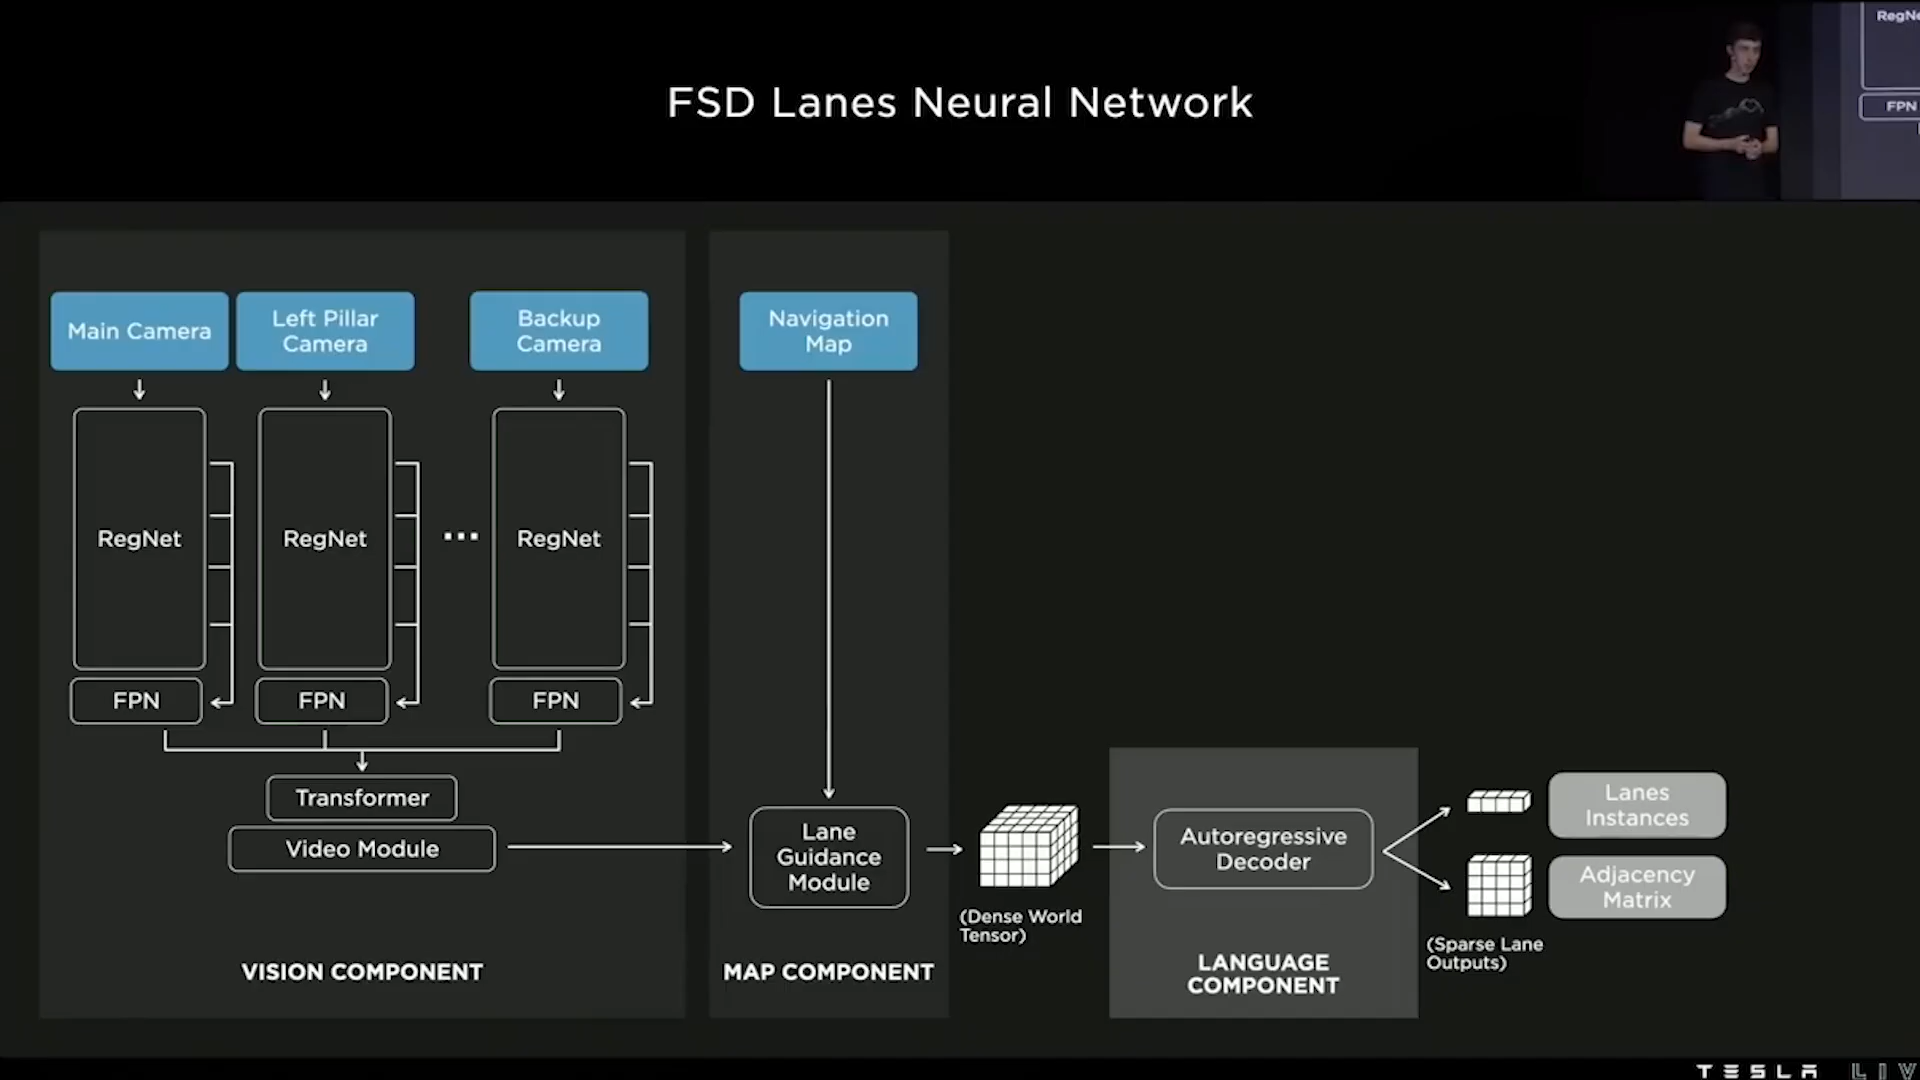 FSD Lanes Neural Network
RegNe
FPN
Main Camera
Left Pillar
Camera
Backup
Camera
Navigation
Map
RegNet
RegNet
...
RegNet
FPN
FPN
FPN
Transformer
Video Module
Lane
Guidance
Module
(Dense World
Tensor)
Autoregressive
Decoder
Lanes
Instances
Adjacency
Matrix
(Sparse Lane
Outputs)
VISION COMPONENT
MAP COMPONENT
LANGUAGE
COMPONENT
TESLA LIV